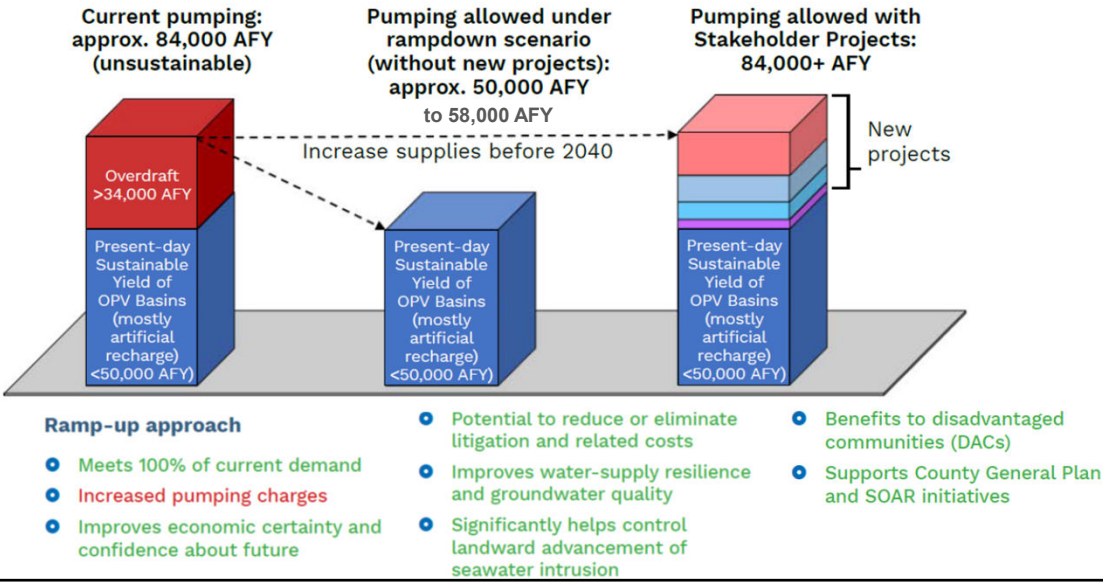 Current pumping:
approx. 84,000 AFY
(unsustainable)
Pumping allowed under
rampdown scenario
(without new projects):
approx. 50,000 AFY
to 58,000 AFY
Pumping allowed with
Stakeholder Projects:
84,000+ AFY
Increase supplies before 2040
New
projects
Overdraft
>34,000 AFY
Present-day
Sustainable
Yield of
OPV Basins
(mostly
artificial
recharge)
<50,000 AFY)
Present-day
Sustainable
Yield of
OPV Basins
(mostly
artificial
recharge)
<50,000 AFY)
Present-day
Sustainable
Yield of
OPV Basins
(mostly
artificial
recharge)
<50,000 AFY)
Ramp-up approach
Meets 100% of current demand
Increased pumping charges
Improves economic certainty and
confidence about future
Potential to reduce or eliminate
litigation and related costs
Improves water-supply resilience
and groundwater quality
Significantly helps control
landward advancement of
seawater intrusion
Benefits to disadvantaged
communities (DACs)
Supports County General Plan
and SOAR initiatives